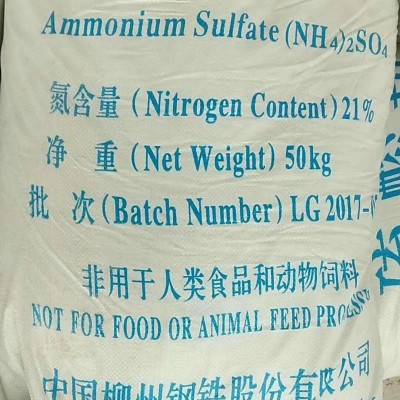 Ammonium Sulfate (NH₄)₂SO₄
氮含量 (Nitrogen Content) 21%
净 重 (Net Weight) 50kg
批 次 (Batch Number) LG 2017-
非用于人类食品和动物饲料
NOT FOR FOOD OR ANIMAL FEED PROCESS
中国柳州钢铁股份有限公司